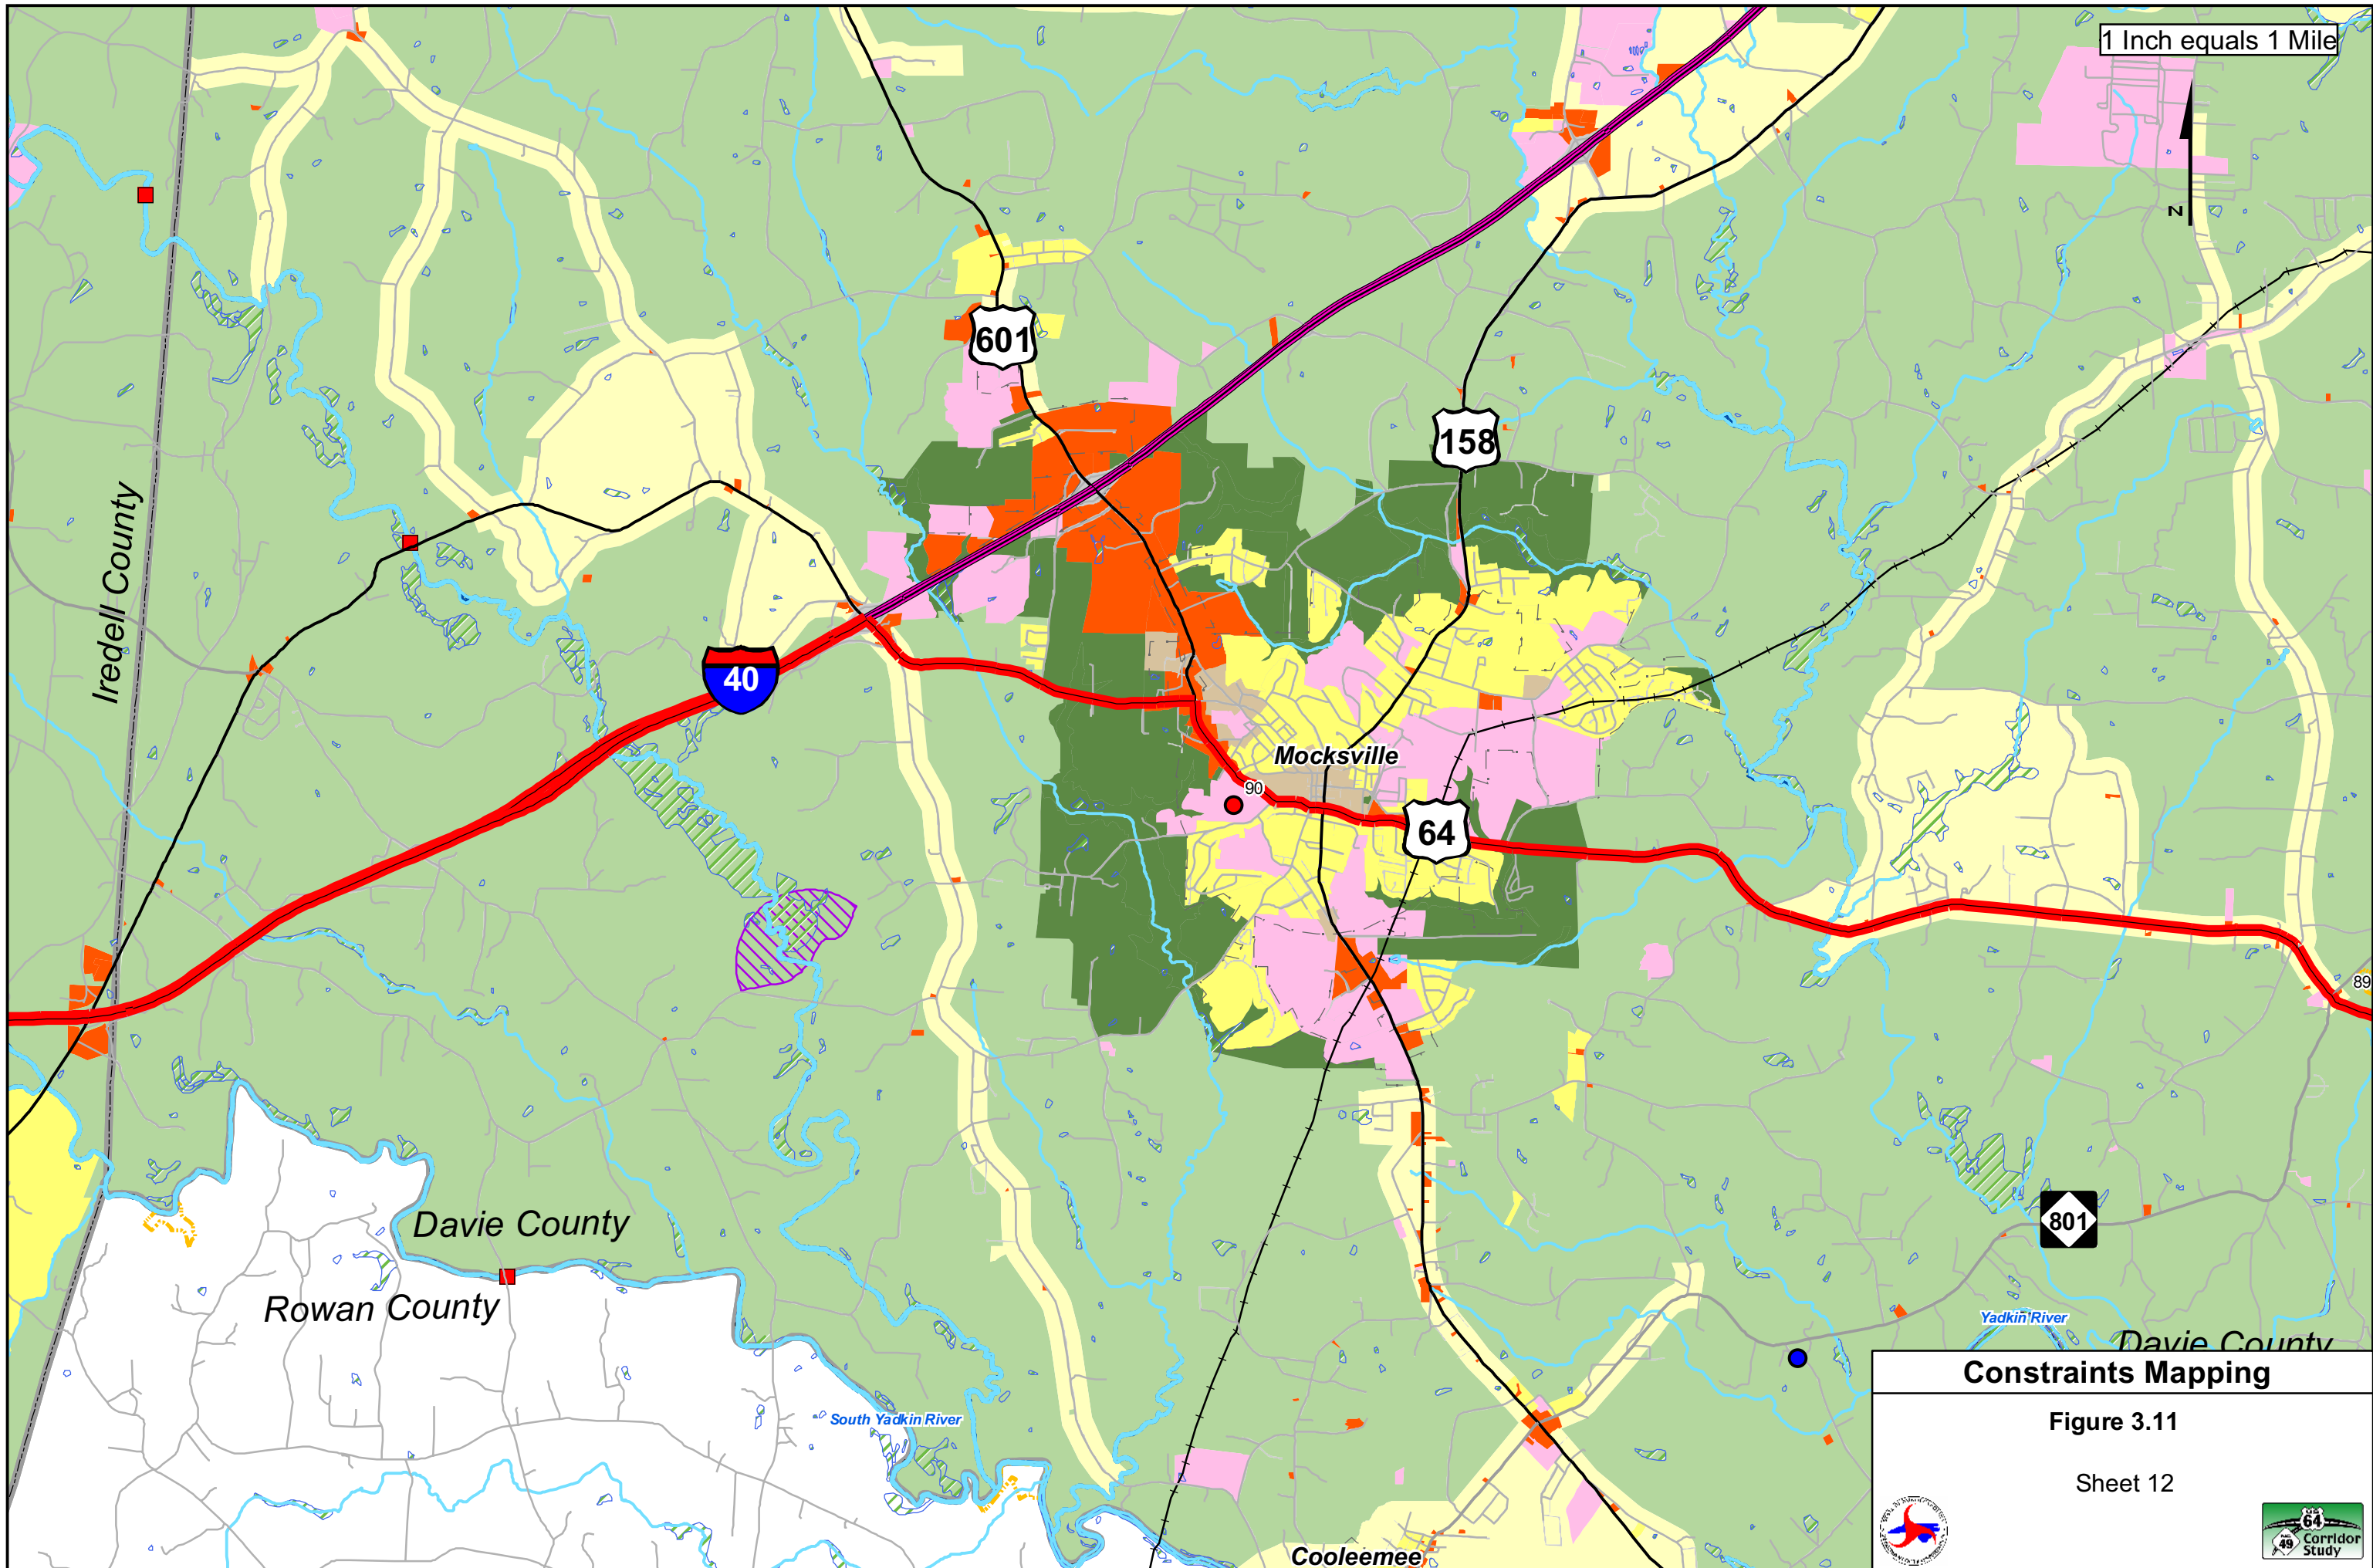 1 Inch equals 1 Mile
N
601
158
Iredell County
40
Mocksville
90
64
89
801
Davie County
Rowan County
Yadkin River
Davie County
South Yadkin River
Cooleemee
Constraints Mapping
Figure 3.11
Sheet 12
US
64
NC
49
Corridor
Study